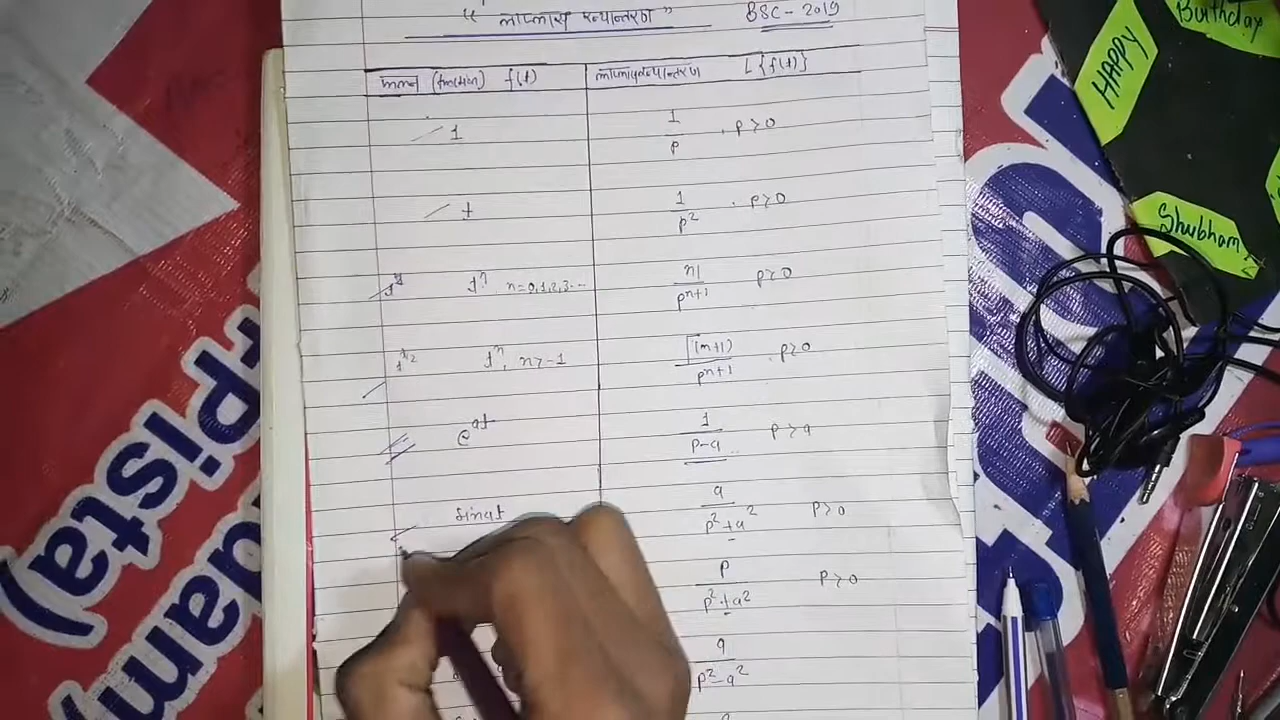 “ लाप्लास रूपान्तरण ” BSC - 2019
फलन (function) f(t) लाप्लासरूपान्तरण L{f(t)}
1 1/p . p>0
t 1/p² . p>0
tⁿ n=0,1,2,3... n!/pⁿ⁺¹ p>0
tⁿ, n>-1 Γ(n+1)/pⁿ⁺¹ . p>0
eᵃᵗ 1/p-a p>a
sinat a/p²+a² p>0
p/p²+a² p>0
a/p²-a²
HAPPY
Birthday
Shubham